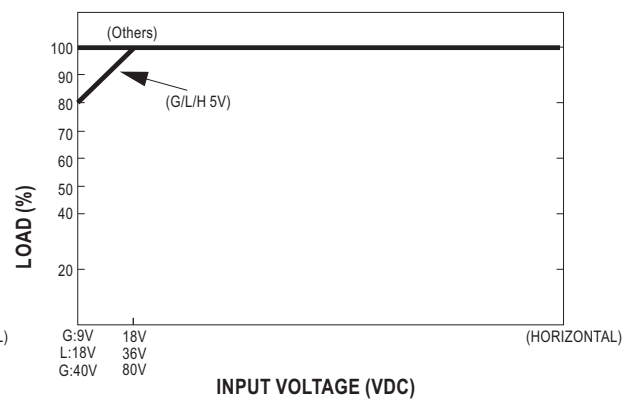 (Others)
100
90
(G/L/H 5V)
80
70
60
50
40
20
LOAD (%)
L)
G:9V 18V (HORIZONTAL)
L:18V 36V
G:40V 80V
INPUT VOLTAGE (VDC)